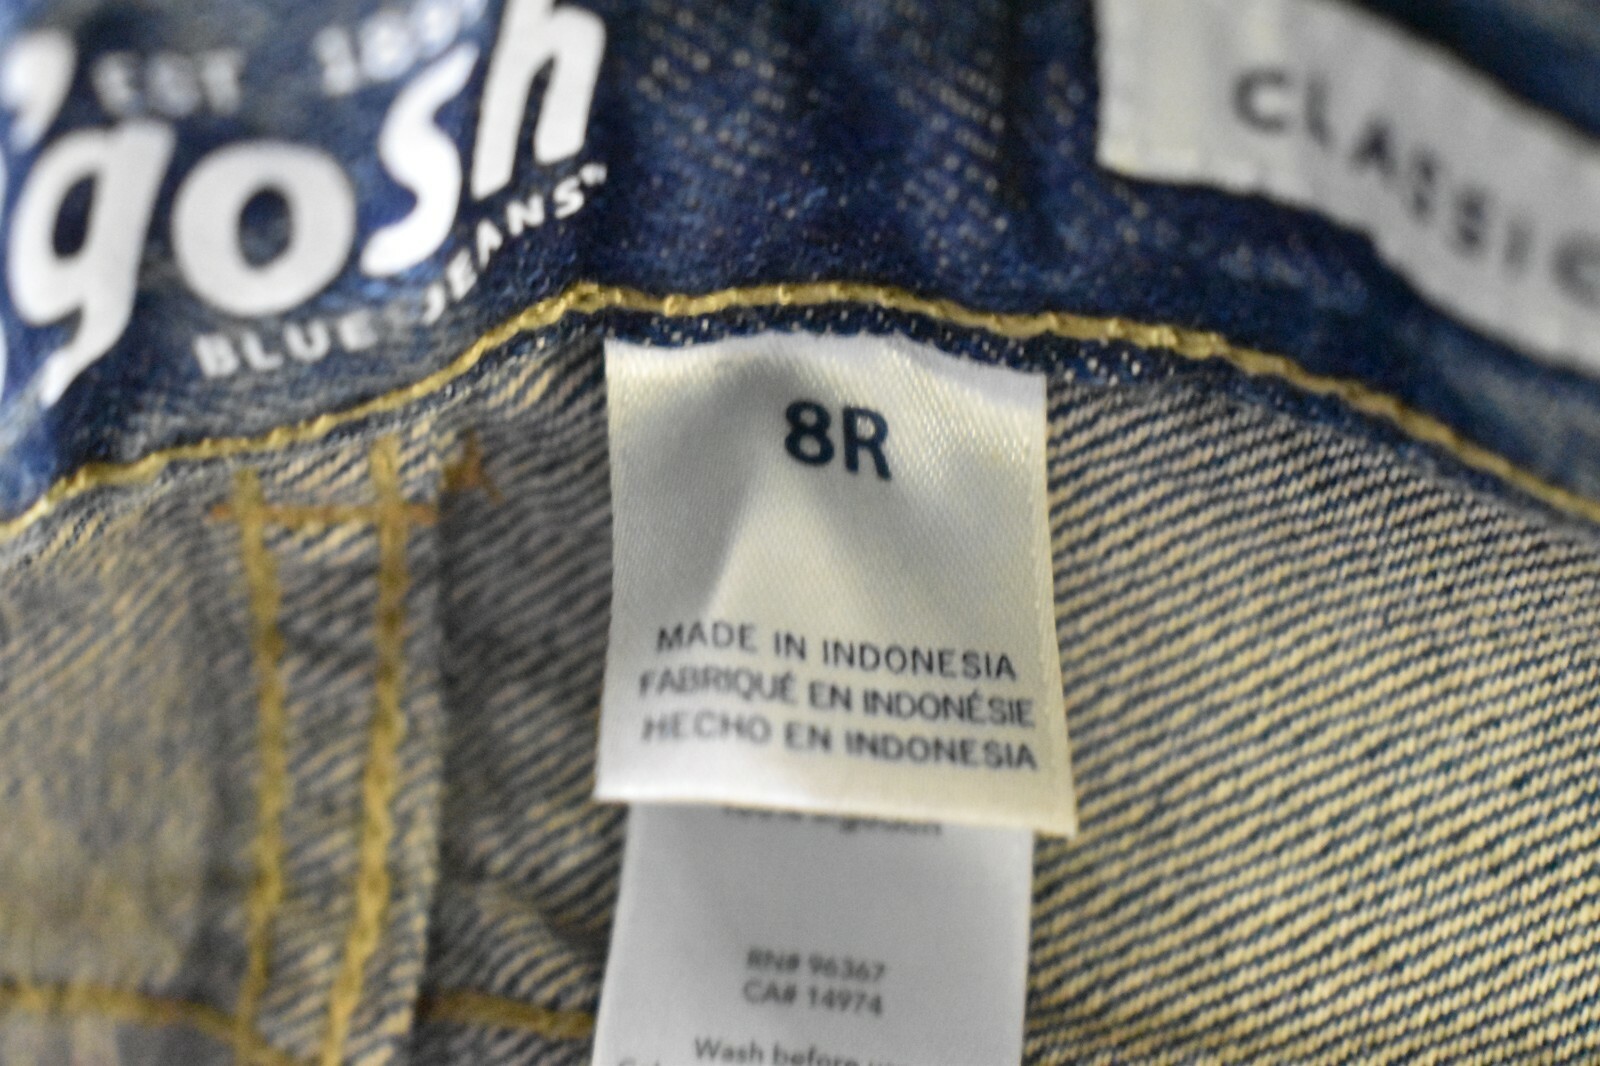 EST 189
gosh
BLUE JEANS
CLASSIC
8R
MADE IN INDONESIA
FABRIQUÉ EN INDONÉSIE
HECHO EN INDONESIA
RN# 96367
CA# 14974
Wash before